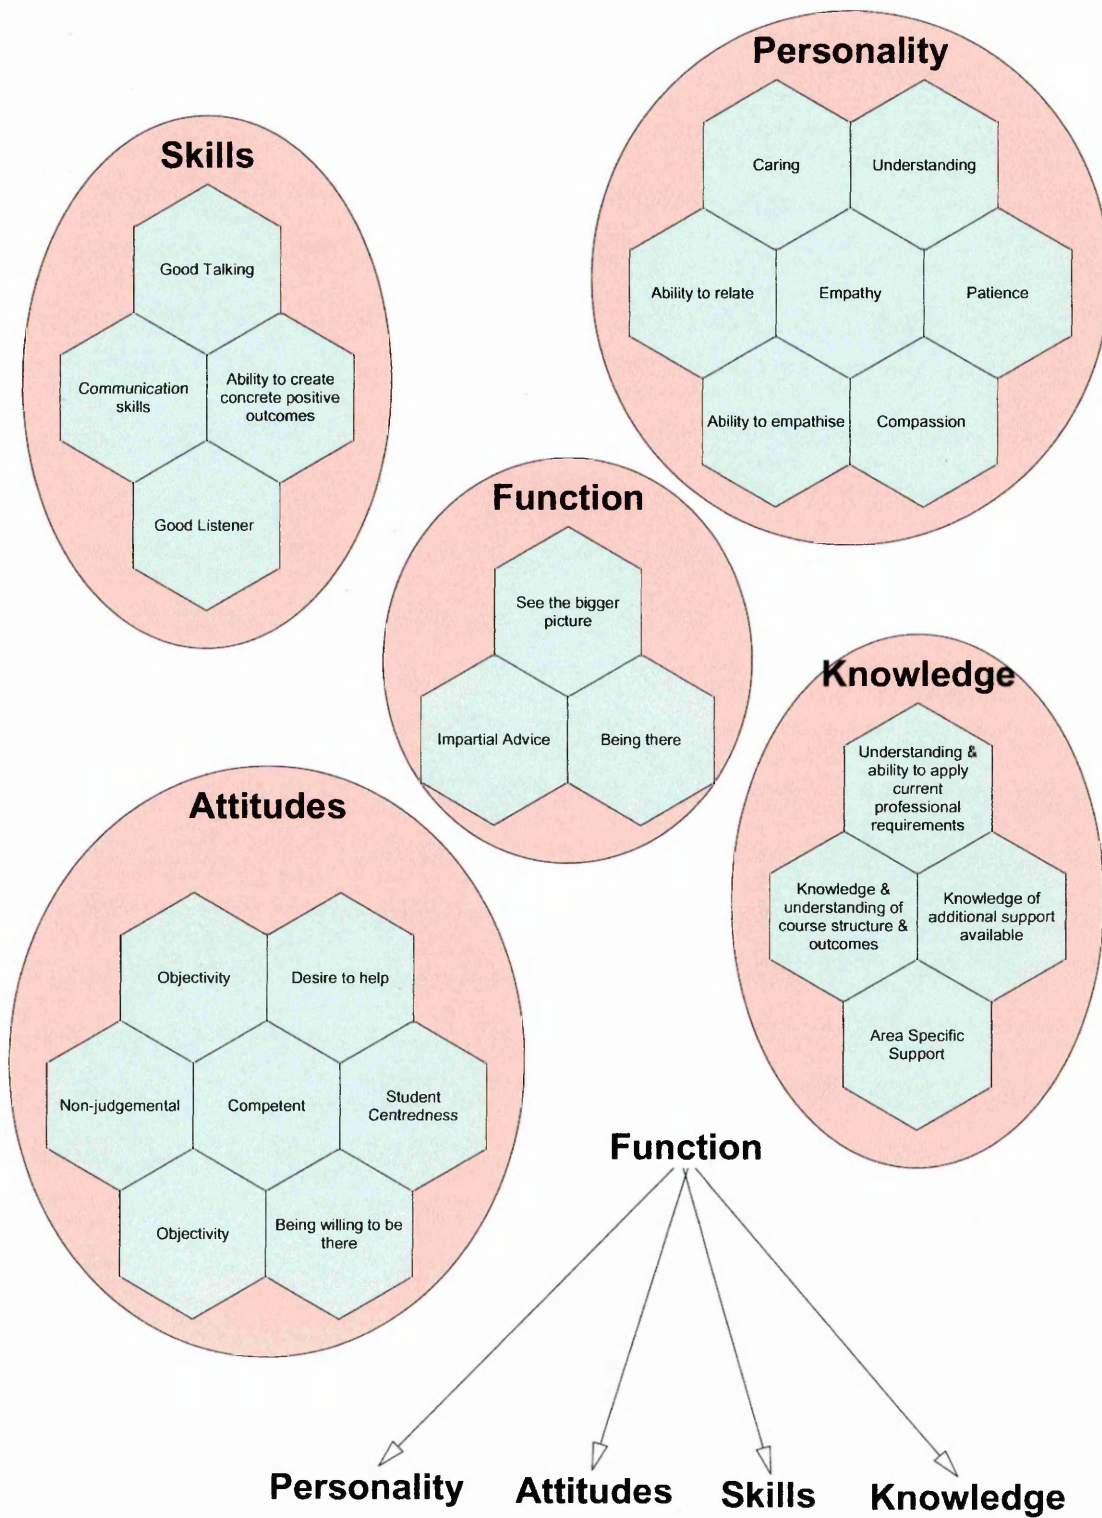 Personality
Caring
Understanding
Ability to relate
Empathy
Patience
Ability to empathise
Compassion
Skills
Good Talking
Communication
skills
Ability to create
concrete positive
outcomes
Good Listener
Function
See the bigger
picture
Impartial Advice
Being there
Knowledge
Understanding &
ability to apply
current
professional
requirements
Knowledge &
understanding of
course structure &
outcomes
Knowledge of
additional support
available
Area Specific
Support
Attitudes
Objectivity
Desire to help
Non-judgemental
Competent
Student
Centredness
Objectivity
Being willing to be
there
Function
Personality
Attitudes
Skills
Knowledge